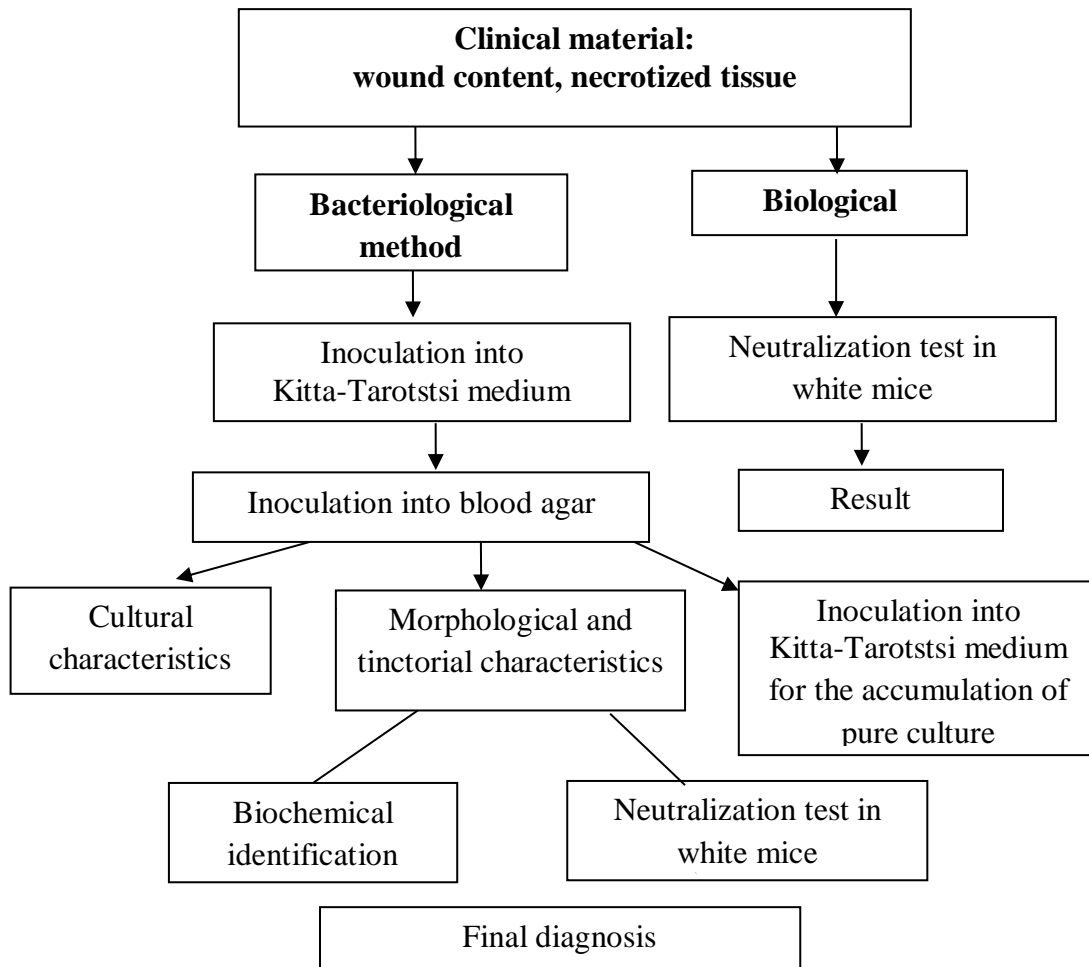 Clinical material:
wound content, necrotized tissue
Bacteriological
method
Biological
Inoculation into
Kitta-Tarotstsi medium
Neutralization test in
white mice
Inoculation into blood agar
Result
Cultural
characteristics
Morphological and
tinctorial characteristics
Inoculation into
Kitta-Tarotstsi medium
for the accumulation of
pure culture
Biochemical
identification
Neutralization test in
white mice
Final diagnosis